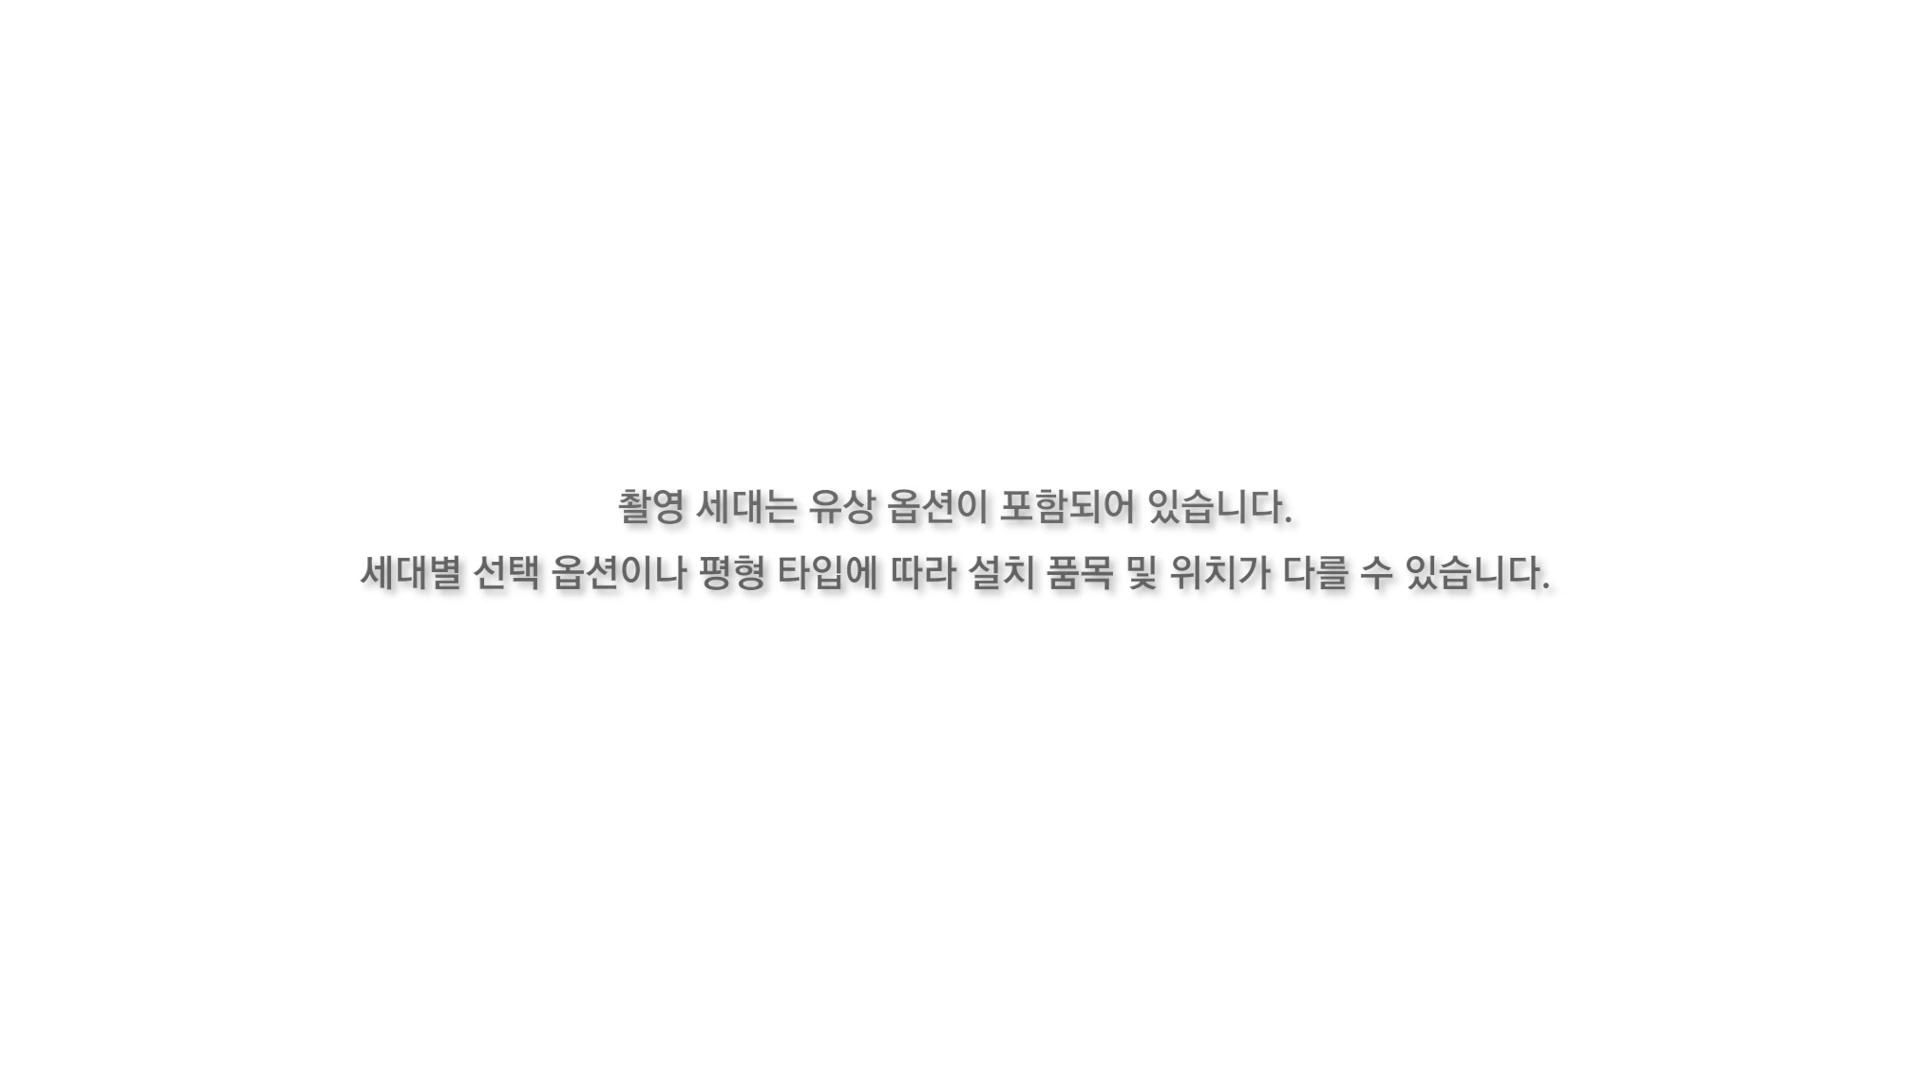 촬영 세대는 유상 옵션이 포함되어 있습니다.
세대별 선택 옵션이나 평형 타입에 따라 설치 품목 및 위치가 다를 수 있습니다.